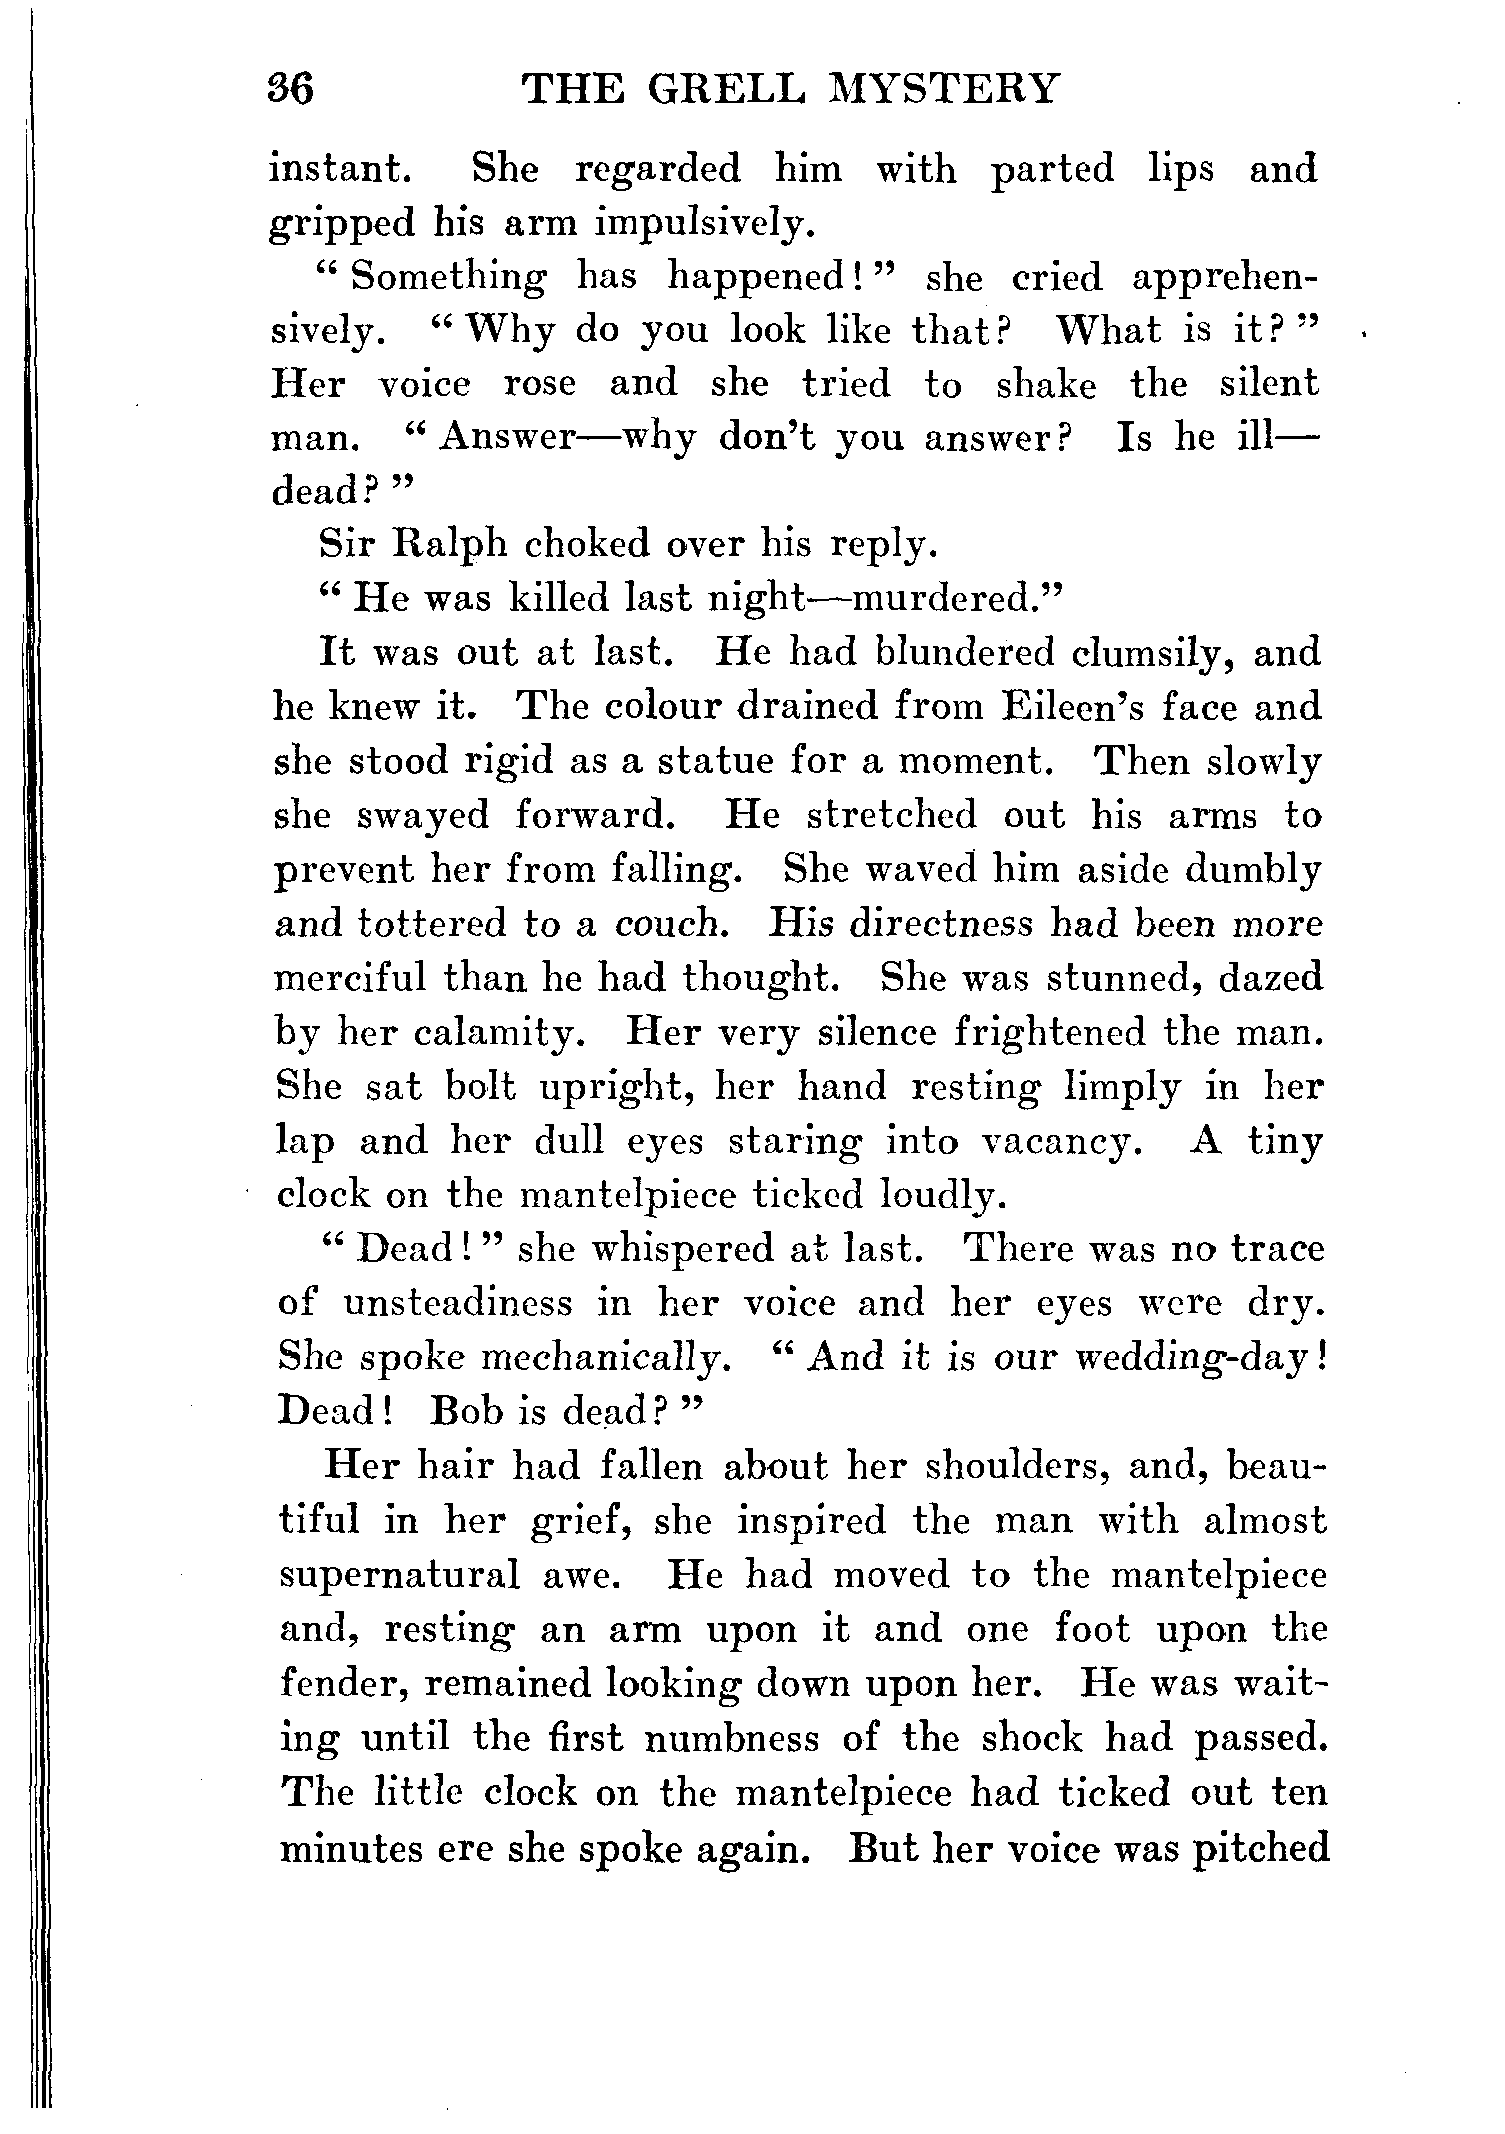 36 THE GRELL MYSTERY
instant. She regarded him with parted lips and
gripped his arm impulsively.
“ Something has happened! ” she cried apprehen-
sively. “ Why do you look like that? What is it? ”
Her voice rose and she tried to shake the silent
man. “ Answer—why don’t you answer? Is he ill—
dead? ”
Sir Ralph choked over his reply.
“ He was killed last night—murdered.”
It was out at last. He had blundered clumsily, and
he knew it. The colour drained from Eileen’s face and
she stood rigid as a statue for a moment. Then slowly
she swayed forward. He stretched out his arms to
prevent her from falling. She waved him aside dumbly
and tottered to a couch. His directness had been more
merciful than he had thought. She was stunned, dazed
by her calamity. Her very silence frightened the man.
She sat bolt upright, her hand resting limply in her
lap and her dull eyes staring into vacancy. A tiny
clock on the mantelpiece ticked loudly.
“ Dead! ” she whispered at last. There was no trace
of unsteadiness in her voice and her eyes were dry.
She spoke mechanically. “ And it is our wedding-day!
Dead! Bob is dead? ”
Her hair had fallen about her shoulders, and, beau-
tiful in her grief, she inspired the man with almost
supernatural awe. He had moved to the mantelpiece
and, resting an arm upon it and one foot upon the
fender, remained looking down upon her. He was wait-
ing until the first numbness of the shock had passed.
The little clock on the mantelpiece had ticked out ten
minutes ere she spoke again. But her voice was pitched